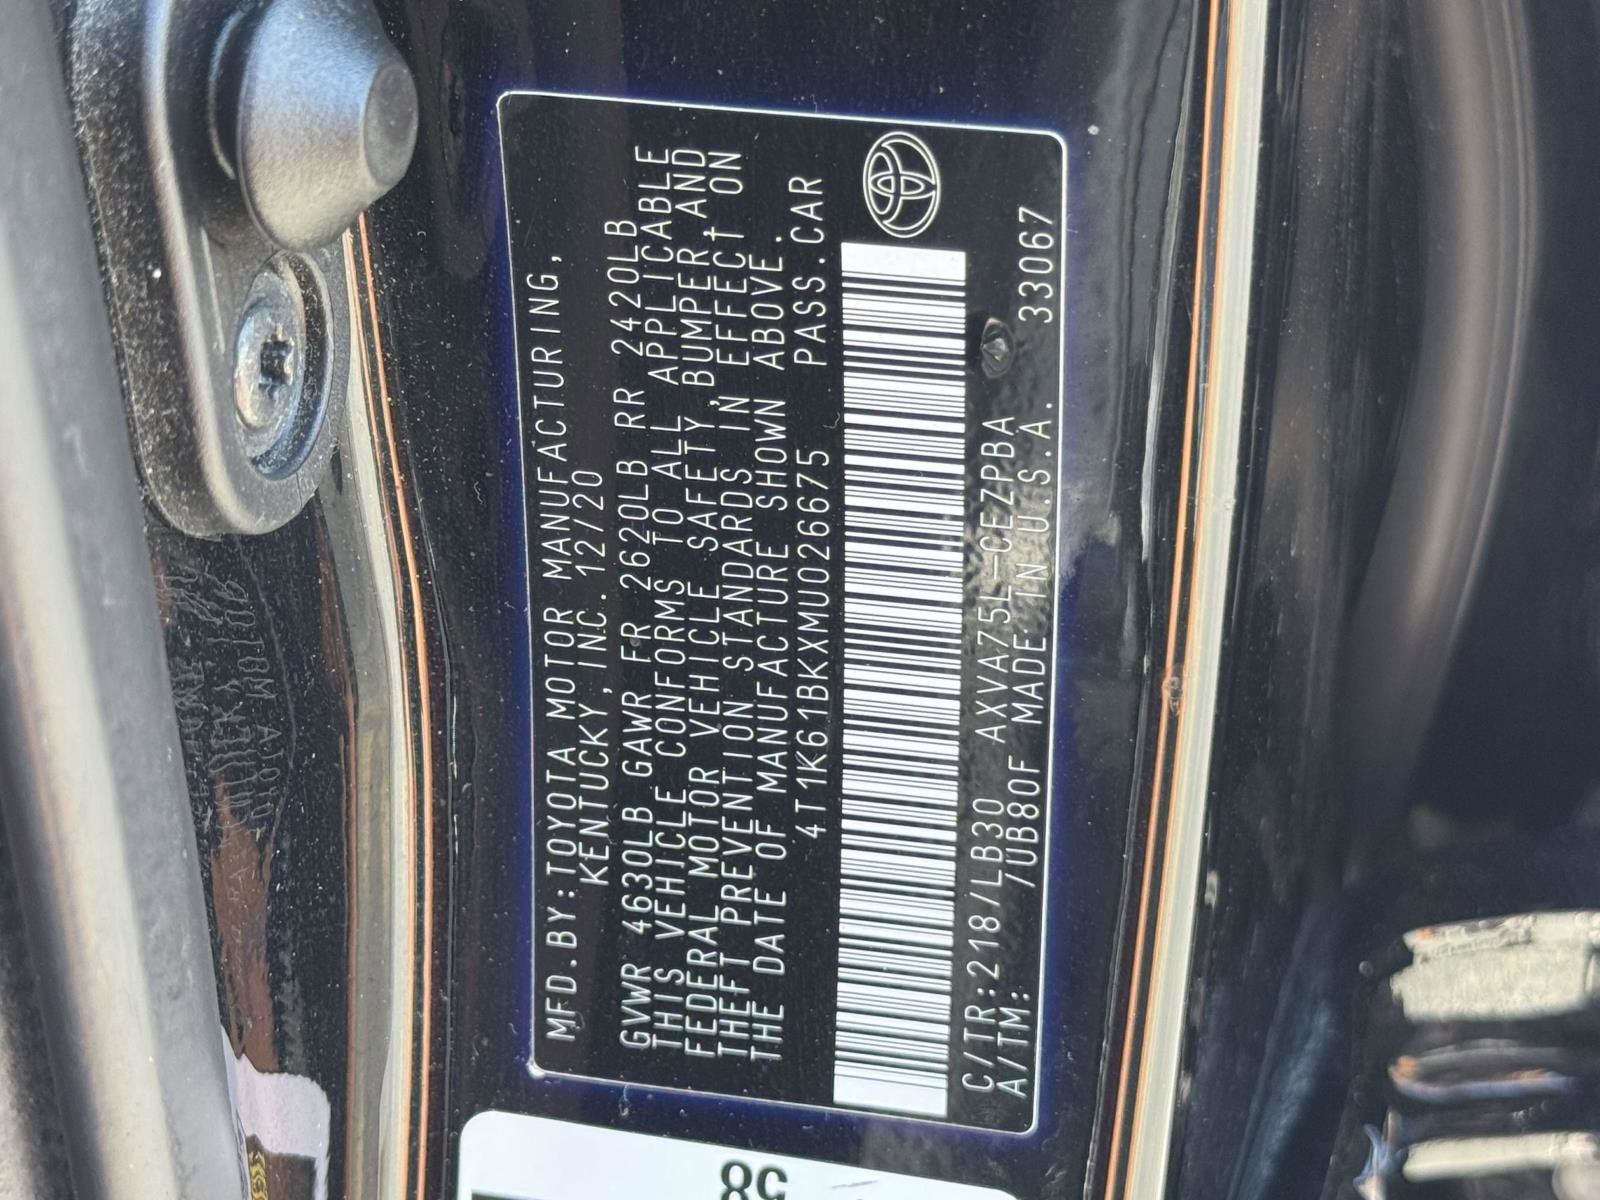 MFD.BY:TOYOTA MOTOR MANUFACTURING,
KENTUCKY,INC. 12/20
GVWR 4630LB GAWR FR 2620LB RR 2420LB
THIS VEHICLE CONFORMS TO ALL APPLICABLE
FEDERAL MOTOR VEHICLE SAFETY,BUMPER,AND
THEFT PREVENTION STANDARDS IN EFFECT ON
THE DATE OF MANUFACTURE SHOWN ABOVE.
4T1K61BKXMU026675 PASS.CAR
C/TR:218/LB30 AXVA75L-CEZPBA
A/TM: 7UB80F MADE IN U.S.A. 33067
58